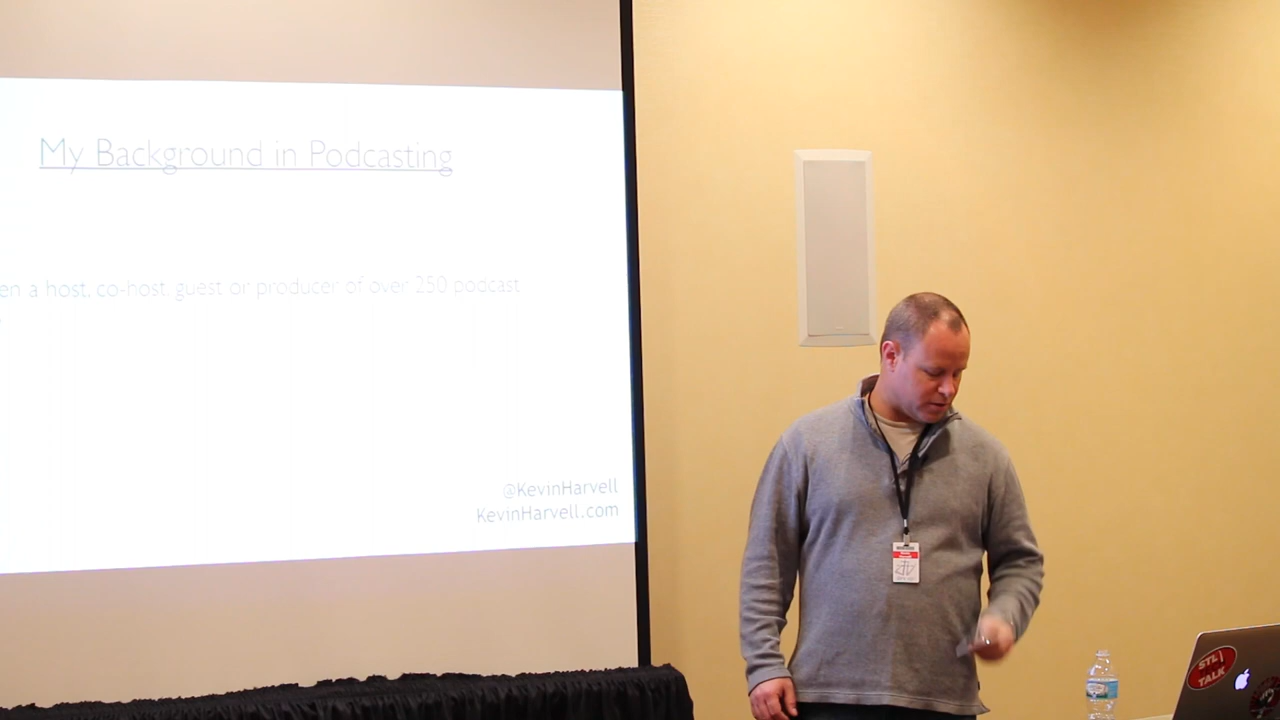 My Background in Podcasting
en a host, co-host, guest or producer of over 250 podcast
@KevinHarvell
KevinHarvell.com
STL
TALK